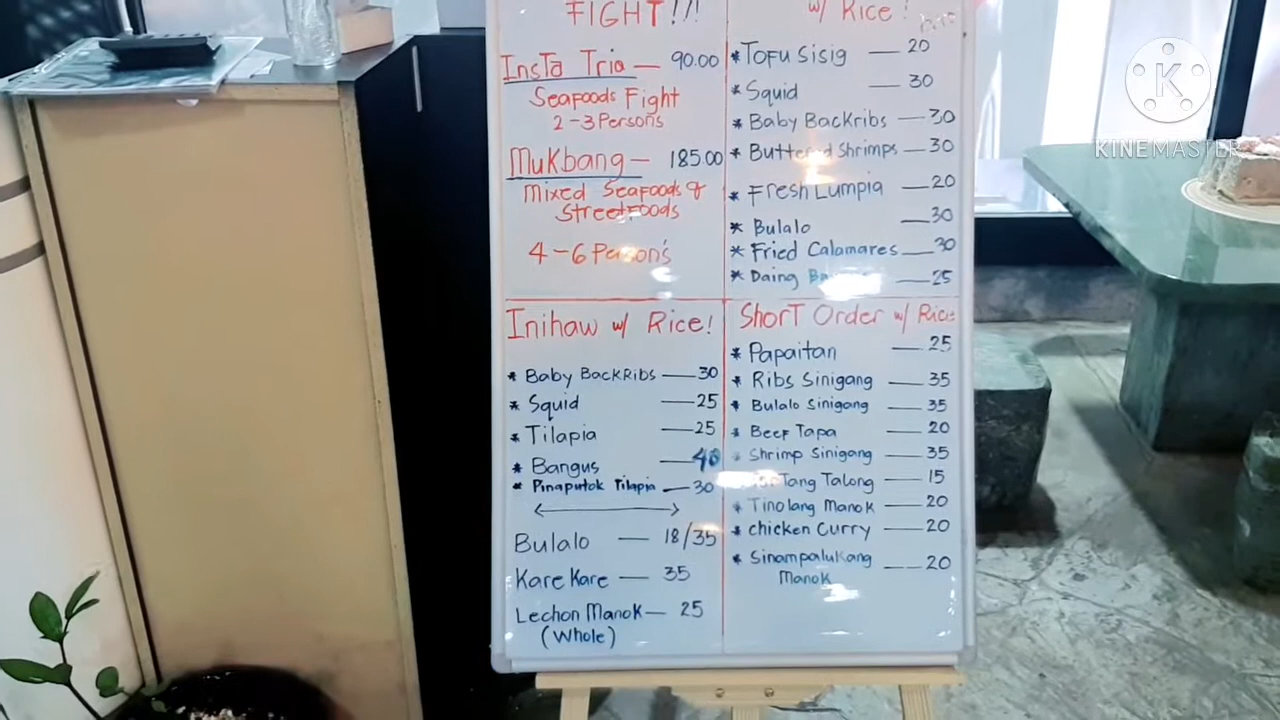 FIGHT!!!
Insta Trio — 90.00
Seafoods Fight
2-3 Persons
Mukbang — 185.00
Mixed Seafoods &
StreetFoods
4-6 Person's
w/ Rice!
* Tofu Sisig — 20
* Squid — 30
* Baby Backribs — 30
* Buttered Shrimps — 30
* Fresh Lumpia — 20
* Bulalo — 30
* Fried Calamares — 30
* Daing — 25
Inihaw w/ Rice!
* Baby BackRibs — 30
* Squid — 25
* Tilapia — 25
* Bangus — 40
* Pinaputok Tilapia — 30
Bulalo — 18/35
Kare Kare — 35
Lechon Manok — 25
(Whole)
Short Order w/ Rice
* Papaitan — 25
* Ribs Sinigang — 35
* Bulalo Sinigang — 35
* Beef Tapa — 20
* Shrimp Sinigang — 35
Talong — 15
* Tinolang Manok — 20
* chicken Curry — 20
* Sinampalukang — 20
Manok
K
KINEMASTER